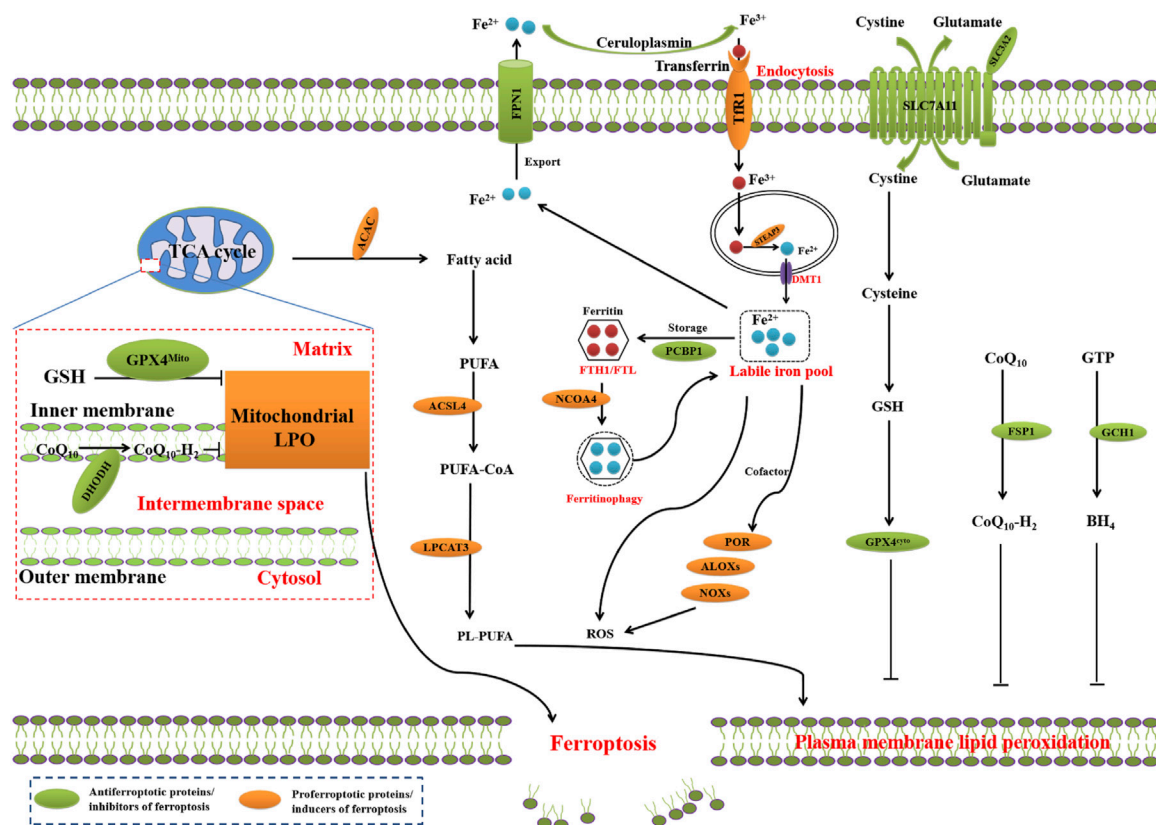 Fe²⁺
Ceruloplasmin
Fe³⁺
Cystine
Glutamate
SLC3A2
Transferrin
Endocytosis
FPN1
TfR1
SLC7A11
Export
Fe²⁺
Fe³⁺
Cystine
Glutamate
TCA cycle
ACAC
Fatty acid
STEAP3
Fe²⁺
DMT1
Cysteine
Matrix
GPX4ᴹⁱᵗᵒ
GSH
Mitochondrial
LPO
Inner membrane
CoQ₁₀
CoQ₁₀-H₂
DHODH
Intermembrane space
Outer membrane
Cytosol
PUFA
ACSL4
PUFA-CoA
LPCAT3
PL-PUFA
Ferritin
Storage
PCBP1
Fe²⁺
Labile iron pool
FTH1/FTL
NCOA4
Ferritinophagy
Cofactor
POR
ALOXs
NOXs
ROS
GSH
GPX4ᶜʸᵗᵒ
CoQ₁₀
FSP1
CoQ₁₀-H₂
GTP
GCH1
BH₄
Ferroptosis
Plasma membrane lipid peroxidation
Antiferroptotic proteins/
inhibitors of ferroptosis
Proferroptotic proteins/
inducers of ferroptosis